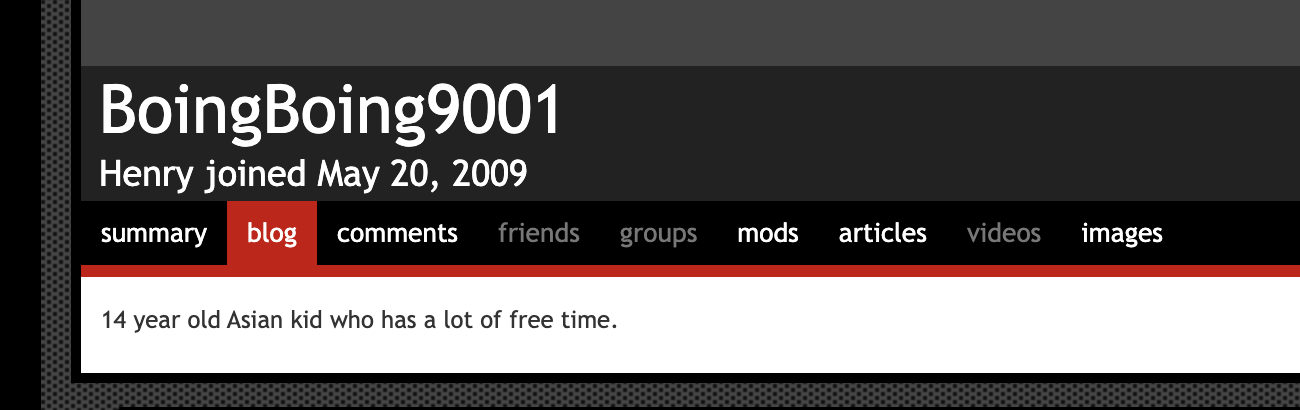 BoingBoing9001
Henry joined May 20, 2009
summary blog comments friends groups mods articles videos images
14 year old Asian kid who has a lot of free time.